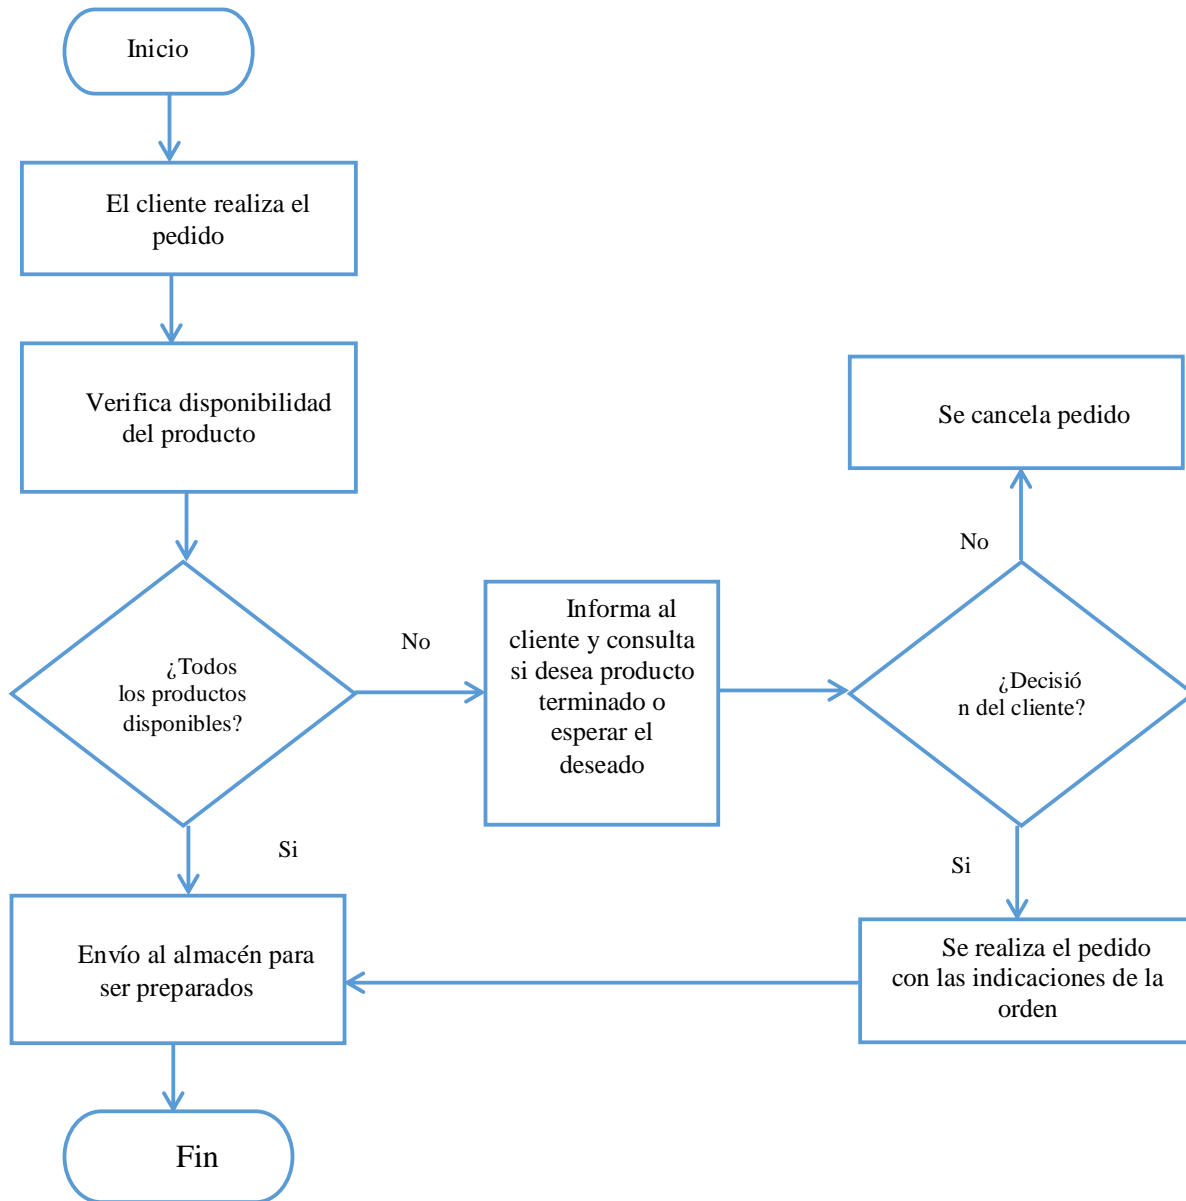 Inicio
El cliente realiza el
pedido
Verifica disponibilidad
del producto
Se cancela pedido
No
¿Todos
los productos
disponibles?
No
Informa al
cliente y consulta
si desea producto
terminado o
esperar el
deseado
¿Decisió
n del cliente?
Si
Si
Envío al almacén para
ser preparados
Se realiza el pedido
con las indicaciones de la
orden
Fin